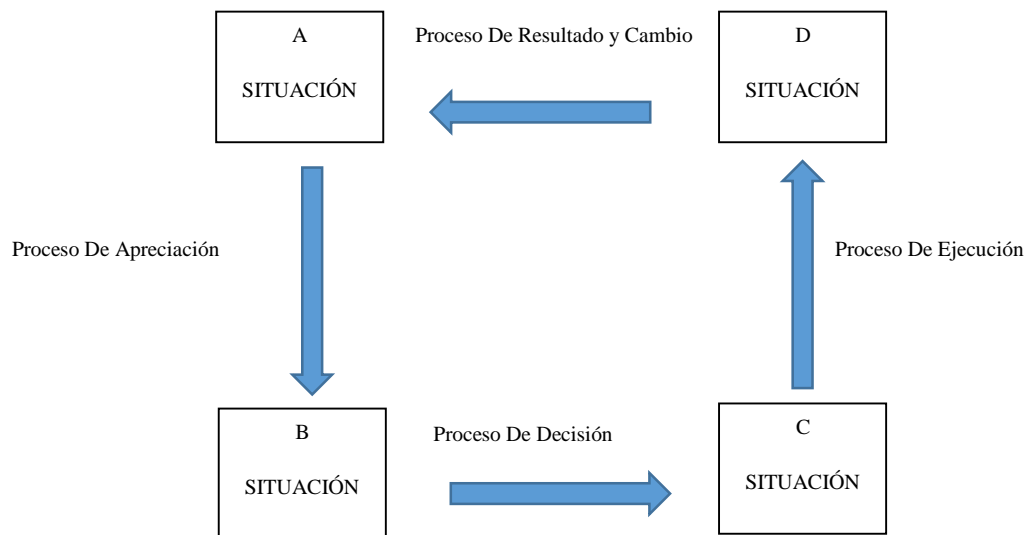 A
SITUACIÓN
Proceso De Resultado y Cambio
D
SITUACIÓN
Proceso De Apreciación
Proceso De Ejecución
B
SITUACIÓN
Proceso De Decisión
C
SITUACIÓN